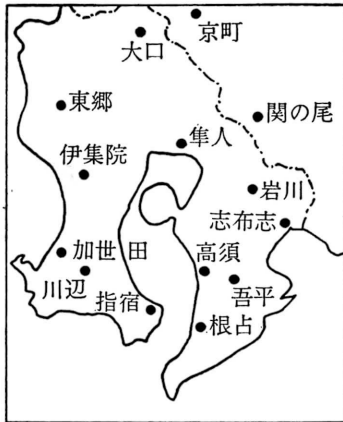 京町
大口
東郷
関の尾
隼人
伊集院
岩川
志布志
加世田
高須
川辺
吾平
指宿
根占